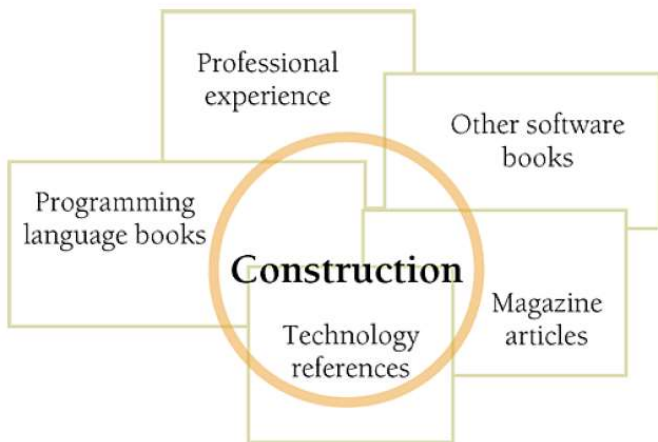 Professional
experience
Other software
books
Programming
language books
Construction
Magazine
articles
Technology
references